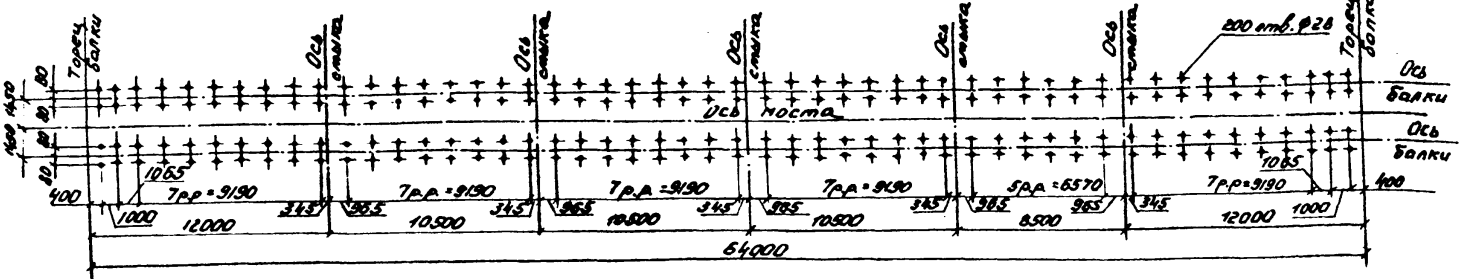 Торец балки
Ось стыка
Ось стыка
Ось стыка
Ось стыка
Ось стыка
Торец балки
200 отв. ф28
Ось балки
Ось моста
Ось балки
80
80
1650
1650
80
80
400
1000
1065
7р.р=9190
345
965
7р.р=9190
345
965
7р.р=9190
345
965
7р.р=9190
345
965
5р.р=6570
965
345
7р.р=9190
1065
1000
400
12000
10500
10500
10500
8500
12000
64000